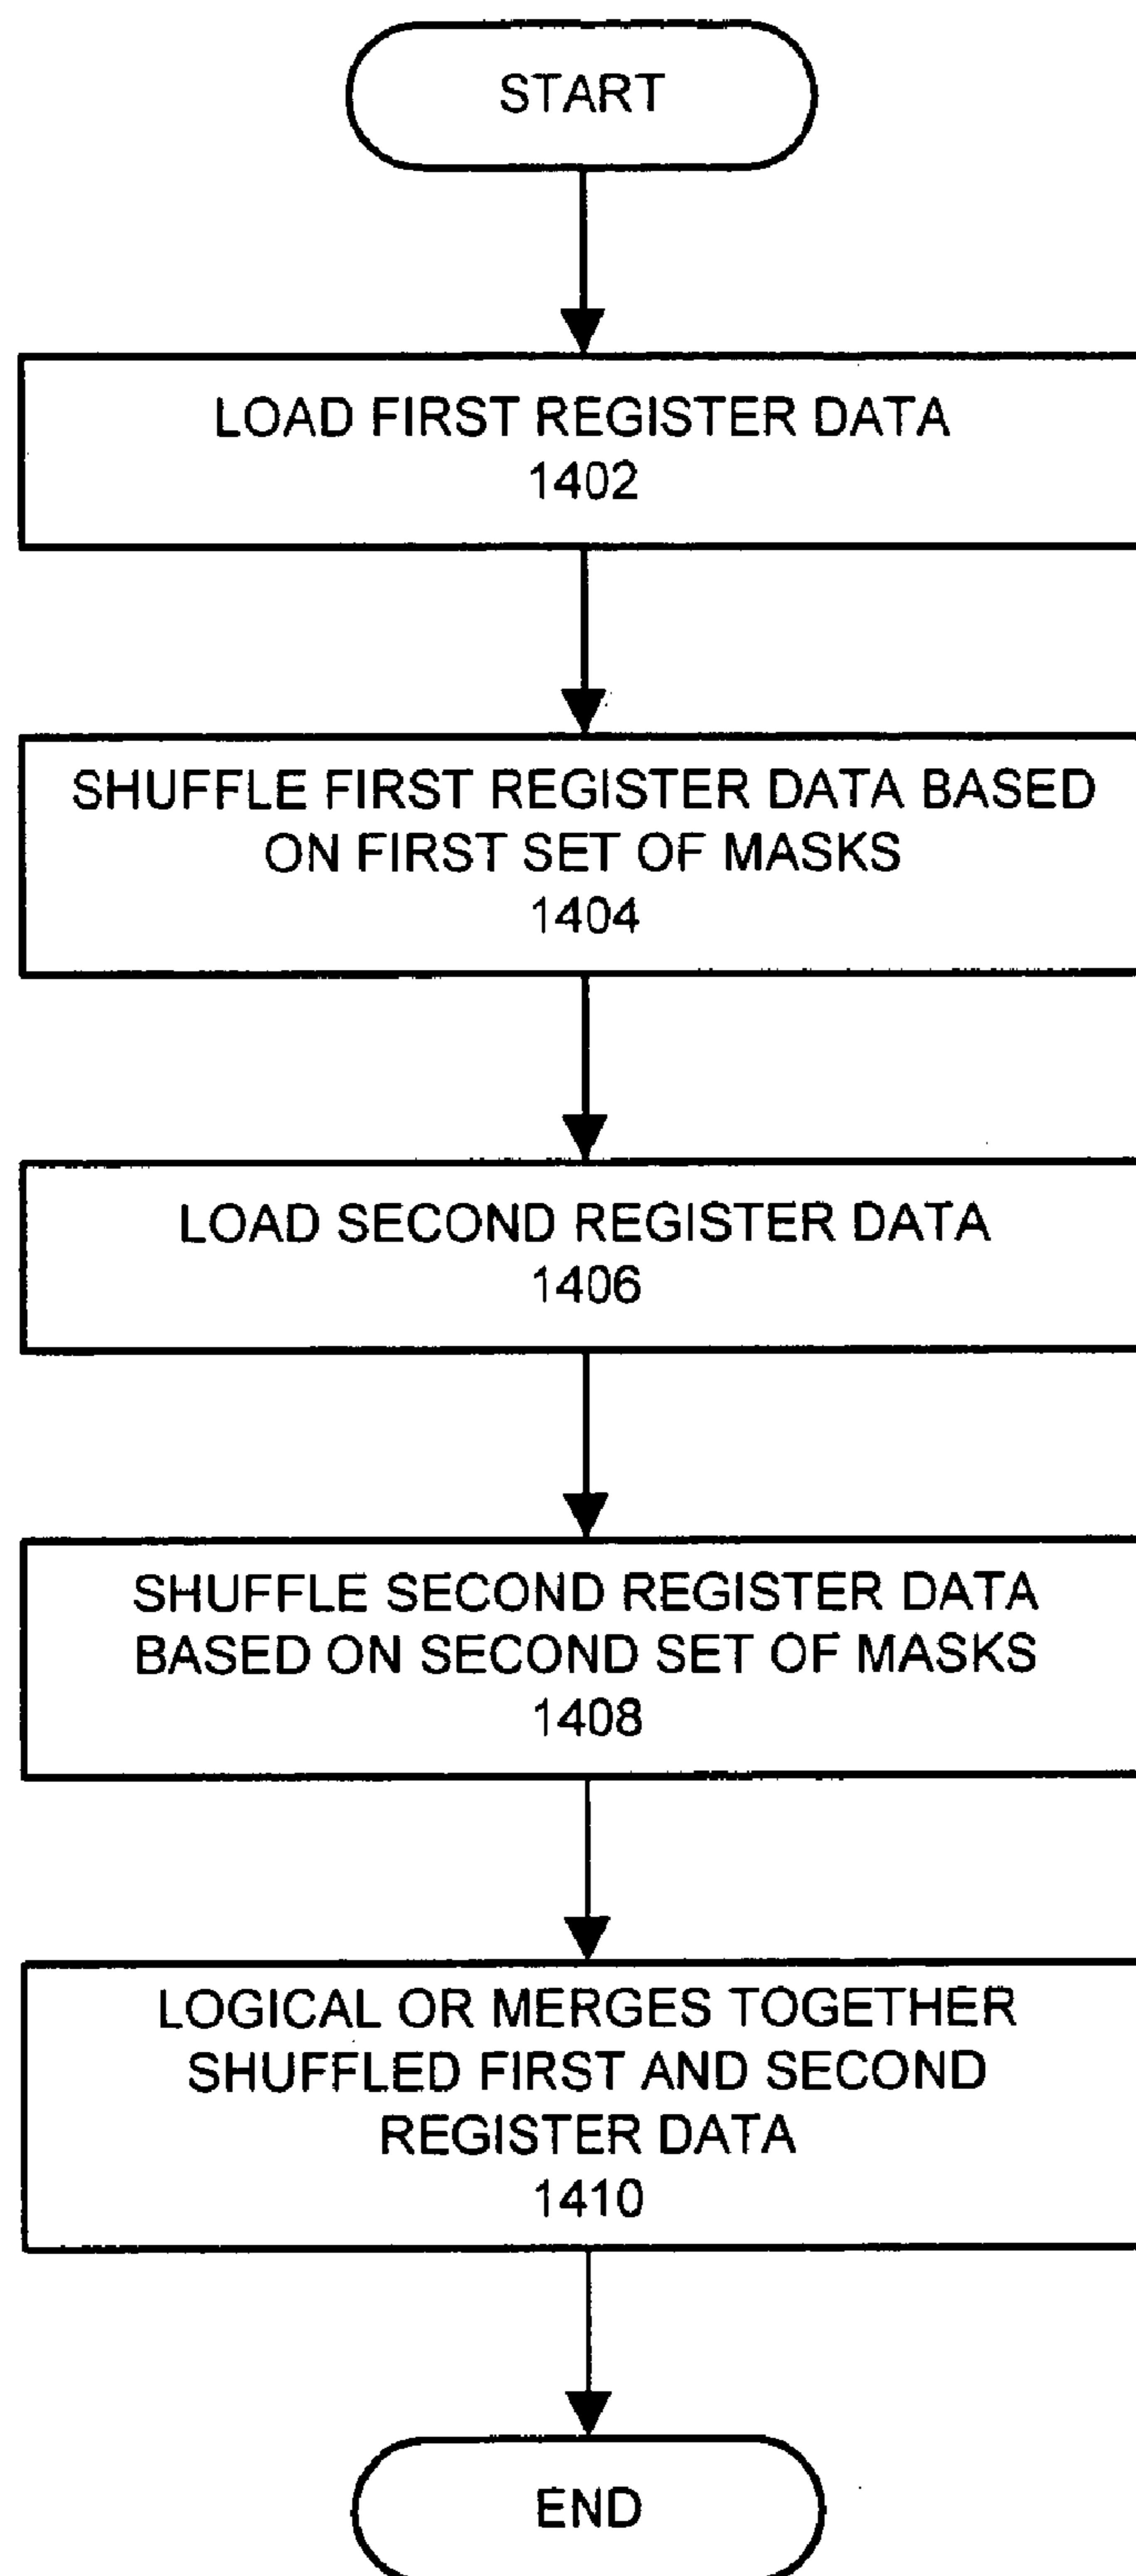 START
LOAD FIRST REGISTER DATA
1402
SHUFFLE FIRST REGISTER DATA BASED
ON FIRST SET OF MASKS
1404
LOAD SECOND REGISTER DATA
1406
SHUFFLE SECOND REGISTER DATA
BASED ON SECOND SET OF MASKS
1408
LOGICAL OR MERGES TOGETHER
SHUFFLED FIRST AND SECOND
REGISTER DATA
1410
END